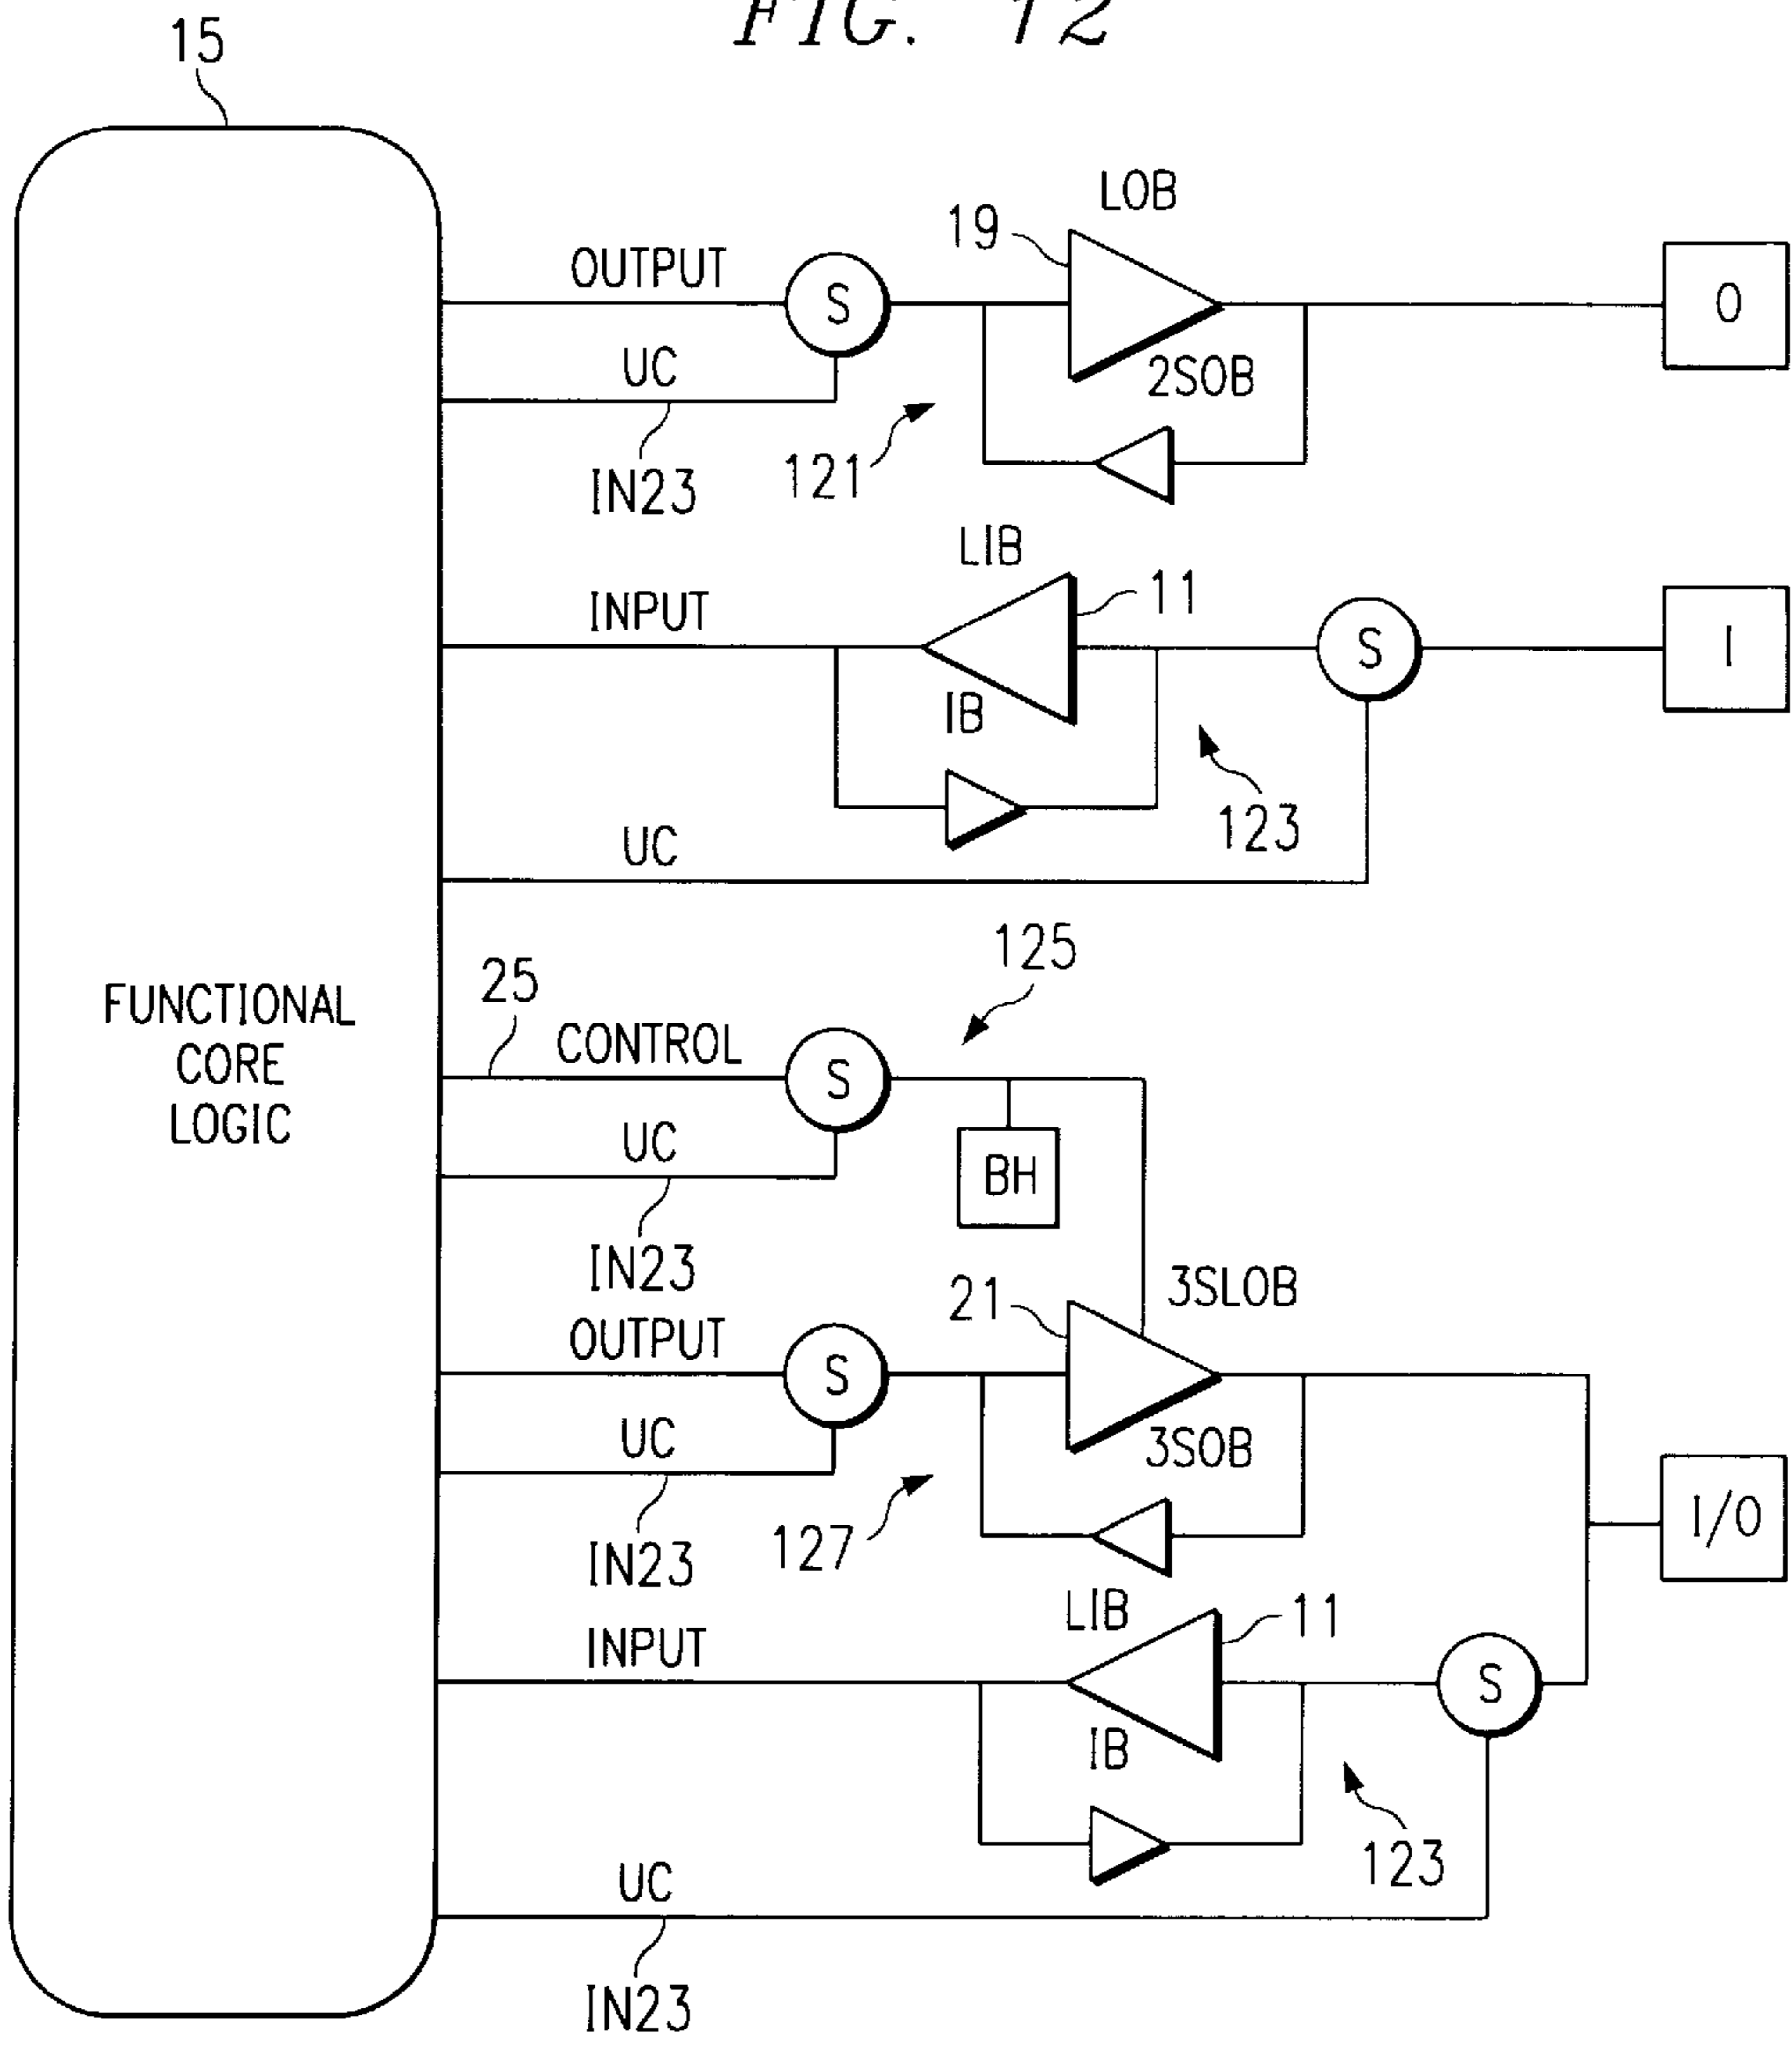 FIG. 12
15
LOB
19
OUTPUT
S
O
2SOB
UC
121
IN23
LIB
11
INPUT
S
I
IB
123
UC
125
25
CONTROL
S
FUNCTIONAL
CORE
LOGIC
UC
BH
IN23
3SLOB
21
OUTPUT
S
3SOB
UC
I/O
127
IN23
LIB
11
INPUT
S
IB
123
UC
IN23